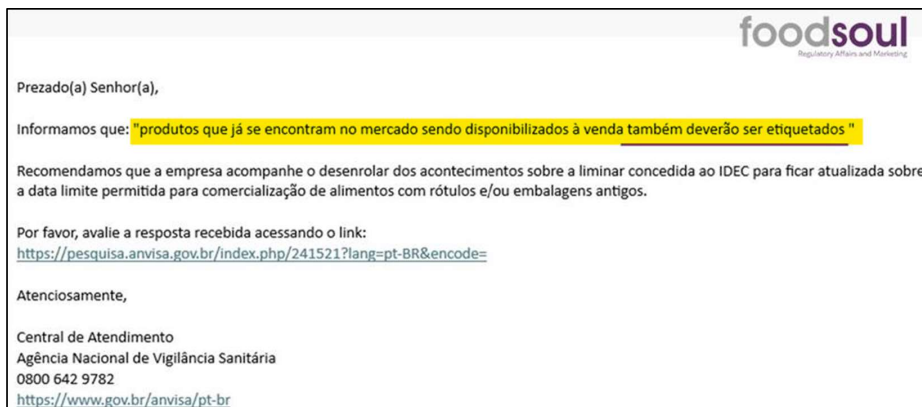 foodsoul
Regulatory Affairs and Marketing
Prezado(a) Senhor(a),
Informamos que: "produtos que já se encontram no mercado sendo disponibilizados à venda também deverão ser etiquetados "
Recomendamos que a empresa acompanhe o desenrolar dos acontecimentos sobre a liminar concedida ao IDEC para ficar atualizada sobre
a data limite permitida para comercialização de alimentos com rótulos e/ou embalagens antigos.
Por favor, avalie a resposta recebida acessando o link:
https://pesquisa.anvisa.gov.br/index.php/241521?lang=pt-BR&encode=
Atenciosamente,
Central de Atendimento
Agência Nacional de Vigilância Sanitária
0800 642 9782
https://www.gov.br/anvisa/pt-br